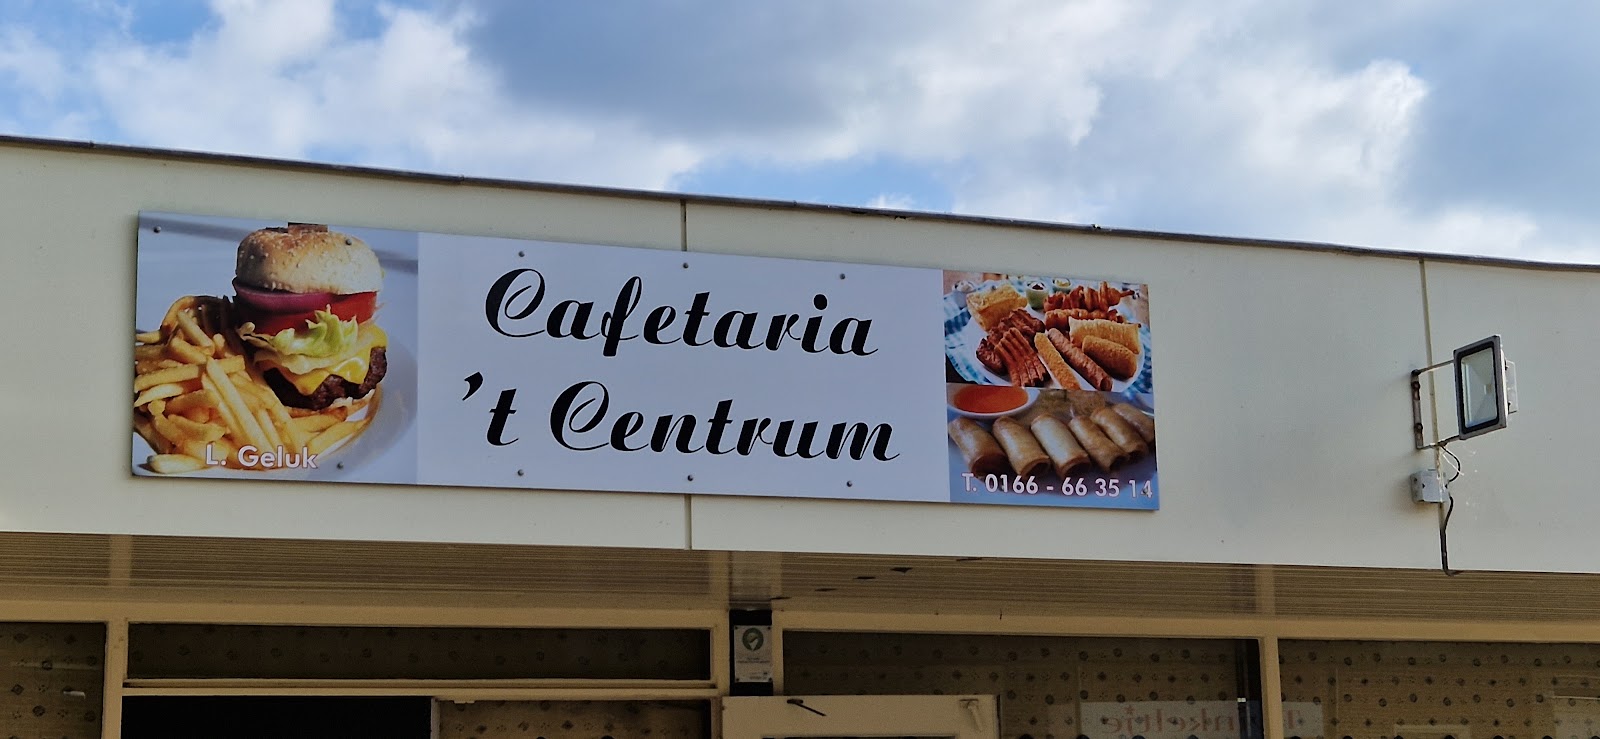 Cafetaria
't Centrum
L. Geluk
T. 0166 - 66 35 14